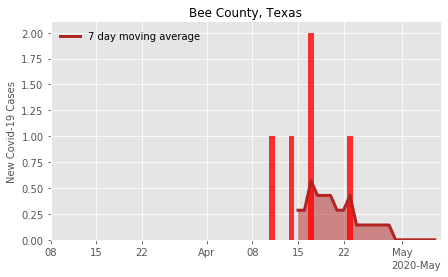 Bee County, Texas
7 day moving average
New Covid-19 Cases
2.00
1.75
1.50
1.25
1.00
0.75
0.50
0.25
0.00
08 15 22 Apr 08 15 22 May
2020-May